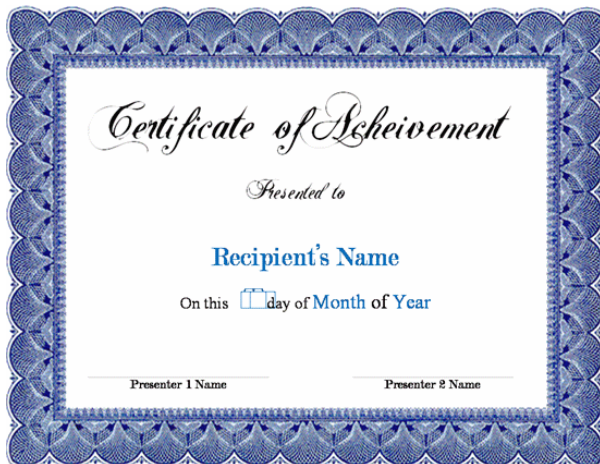 Certificate of Acheivement
Presented to
Recipient's Name
On this day of Month of Year
Presenter 1 Name Presenter 2 Name